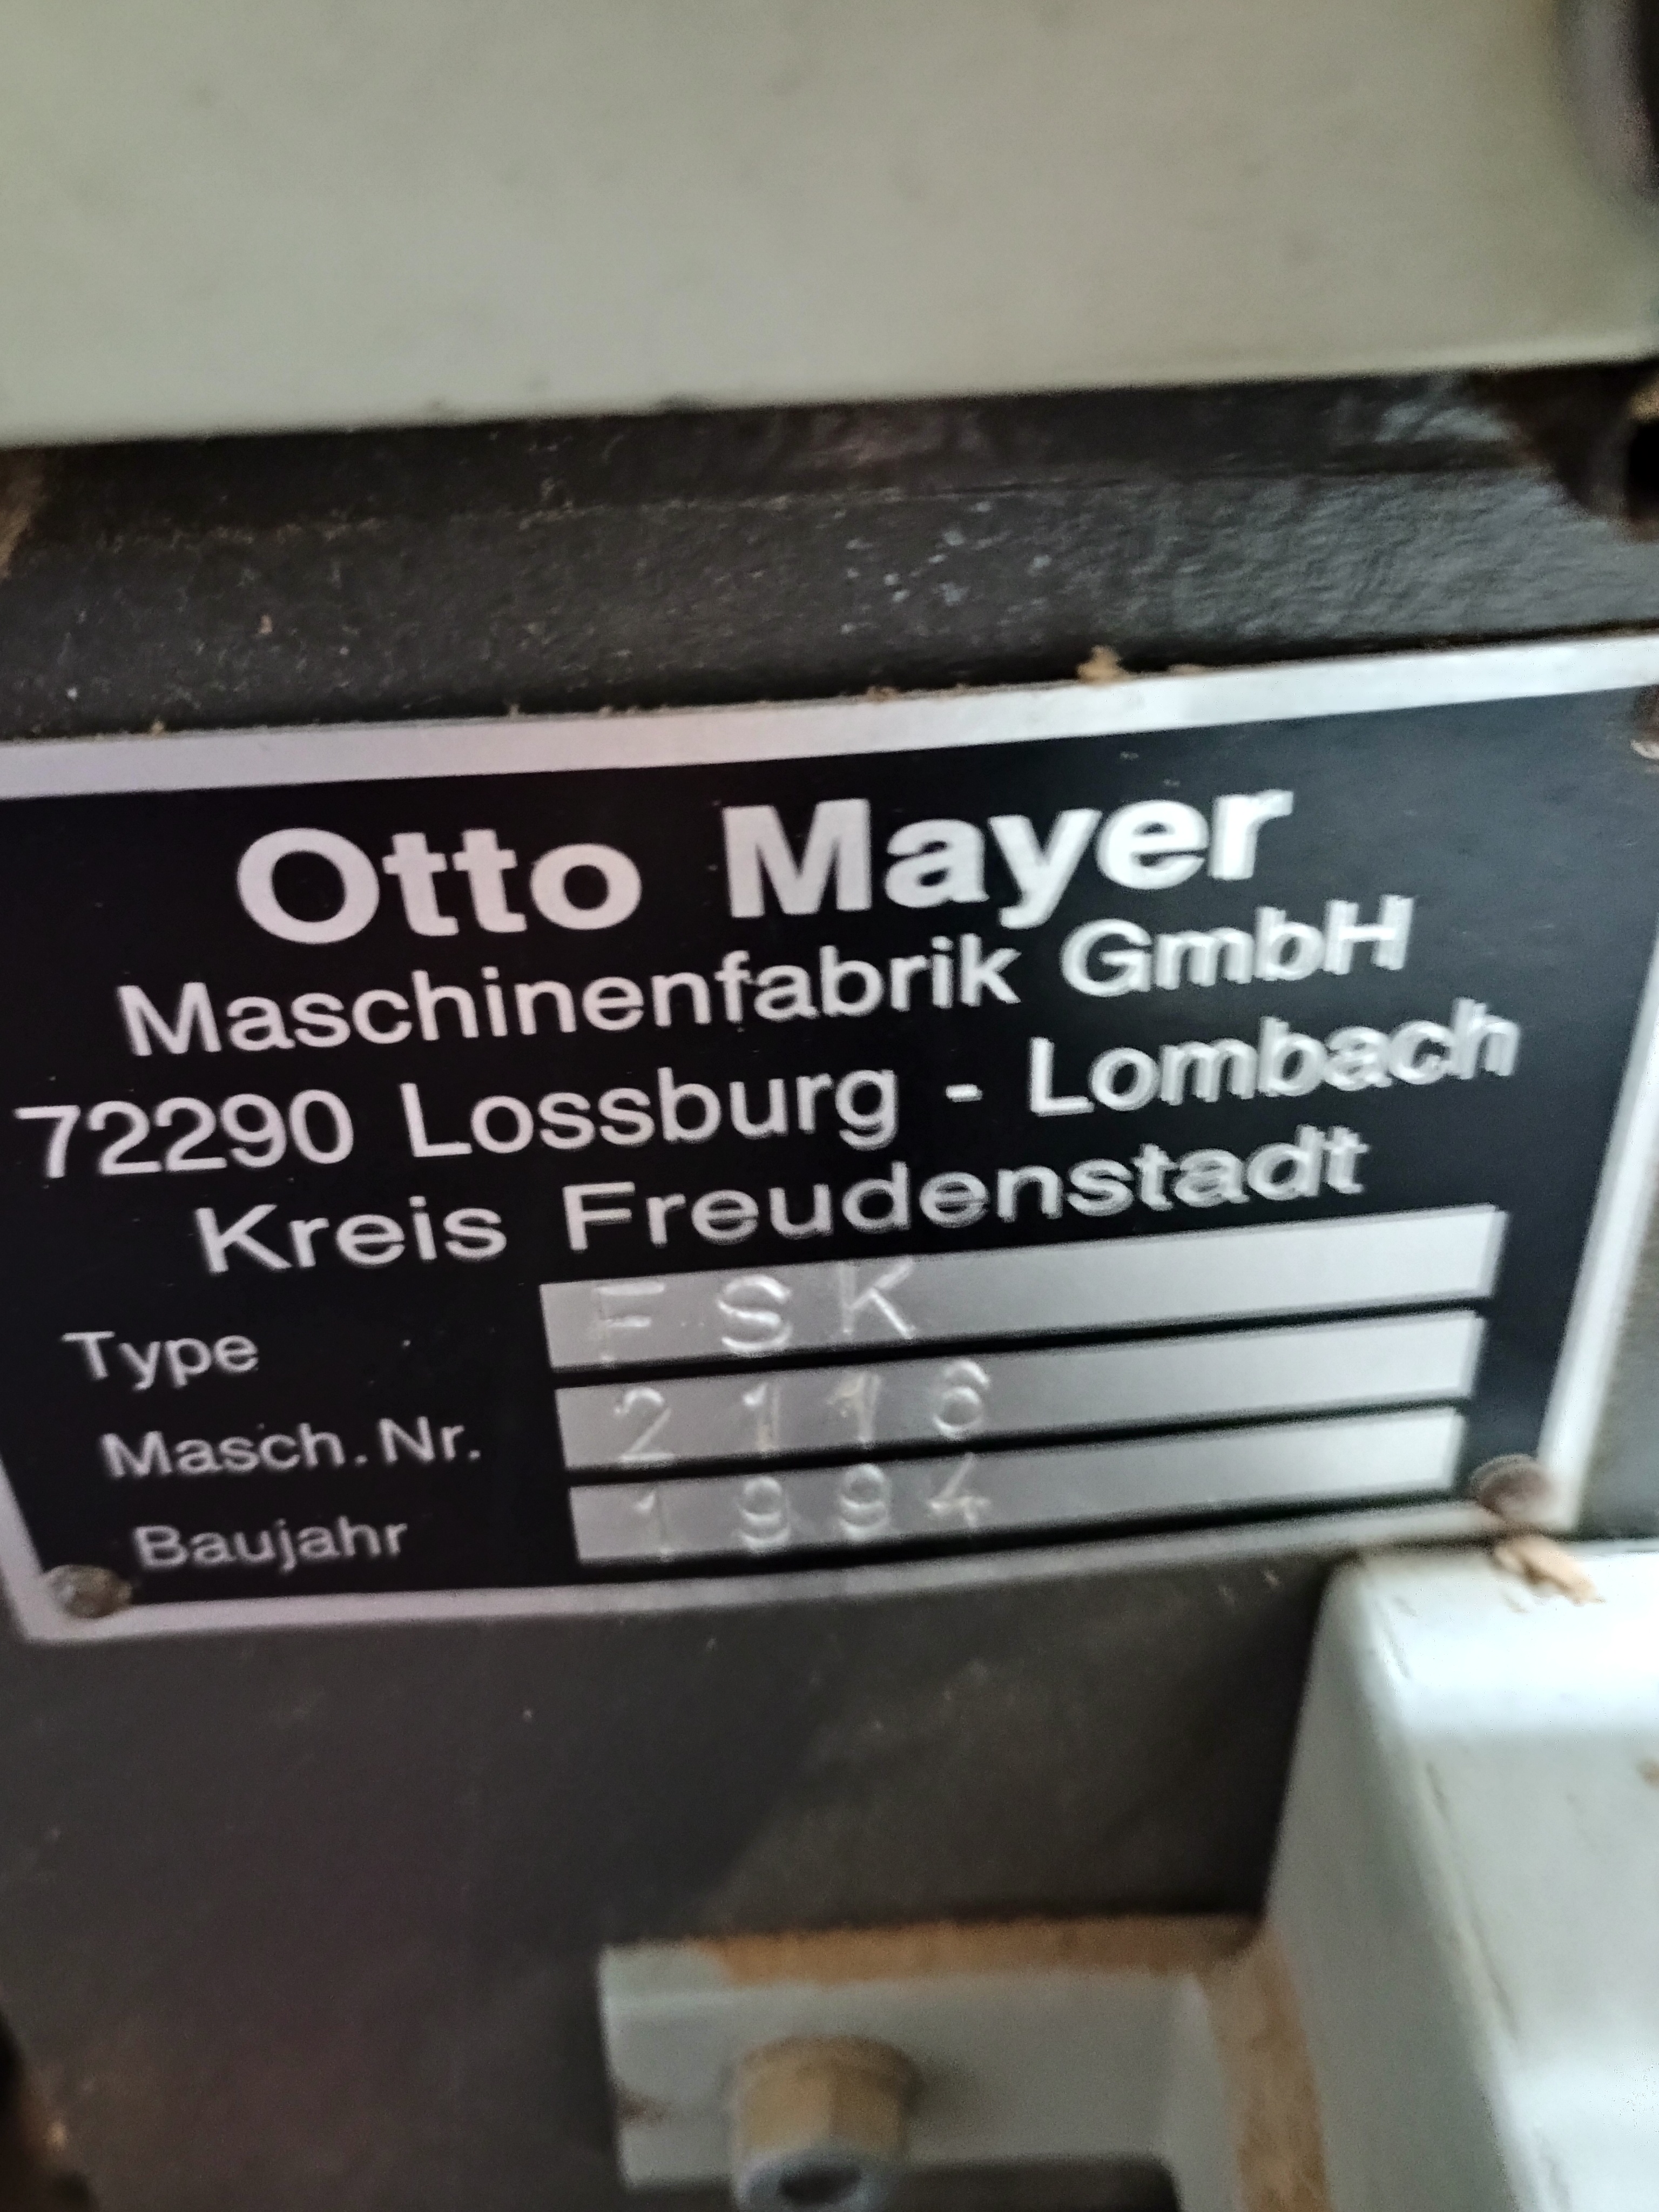 Otto Mayer
Maschinenfabrik GmbH
72290 Lossburg - Lombach
Kreis Freudenstadt
Type FSK
Masch.Nr. 2116
Baujahr 1994